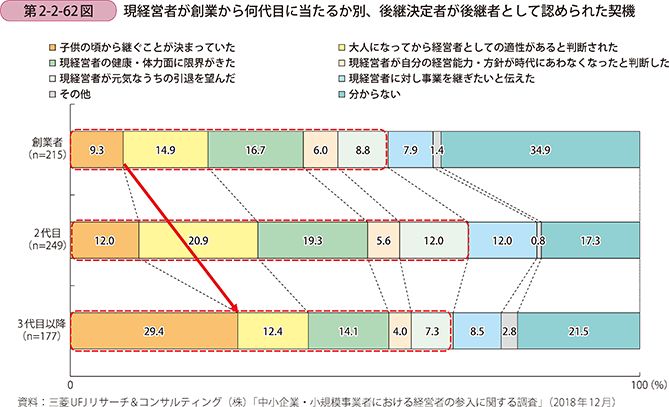 第2-2-62図 現経営者が創業から何代目に当たるか別、後継決定者が後継者として認められた契機
子供の頃から継ぐことが決まっていた 大人になってから経営者としての適性があると判断された
現経営者の健康・体力面に限界がきた 現経営者が自分の経営能力・方針が時代にあわなくなったと判断した
現経営者が元気なうちの引退を望んだ 現経営者に対し事業を継ぎたいと伝えた
その他 分からない
創業者
(n=215)
9.3 14.9 16.7 6.0 8.8 7.9 1.4 34.9
2代目
(n=249)
12.0 20.9 19.3 5.6 12.0 12.0 0.8 17.3
3代目以降
(n=177)
29.4 12.4 14.1 4.0 7.3 8.5 2.8 21.5
0 100 (%)
資料:三菱UFJリサーチ&コンサルティング(株)「中小企業・小規模事業者における経営者の参入に関する調査」(2018年12月)